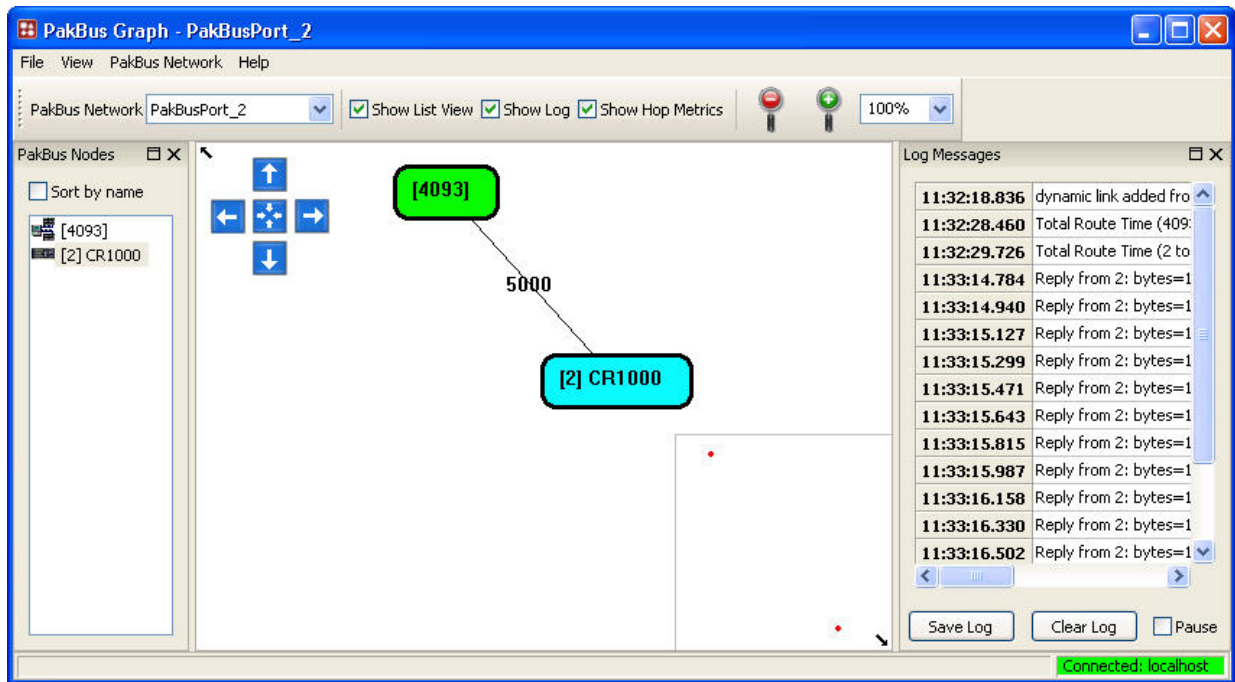 PakBus Graph - PakBusPort_2
File View PakBus Network Help
PakBus Network PakBusPort_2 Show List View Show Log Show Hop Metrics 100%
PakBus Nodes
Sort by name
[4093]
[2] CR1000
[4093]
5000
[2] CR1000
Log Messages
11:32:18.836 dynamic link added fro
11:32:28.460 Total Route Time (409
11:32:29.726 Total Route Time (2 to
11:33:14.784 Reply from 2: bytes=1
11:33:14.940 Reply from 2: bytes=1
11:33:15.127 Reply from 2: bytes=1
11:33:15.299 Reply from 2: bytes=1
11:33:15.471 Reply from 2: bytes=1
11:33:15.643 Reply from 2: bytes=1
11:33:15.815 Reply from 2: bytes=1
11:33:15.987 Reply from 2: bytes=1
11:33:16.158 Reply from 2: bytes=1
11:33:16.330 Reply from 2: bytes=1
11:33:16.502 Reply from 2: bytes=1
Save Log Clear Log Pause
Connected: localhost